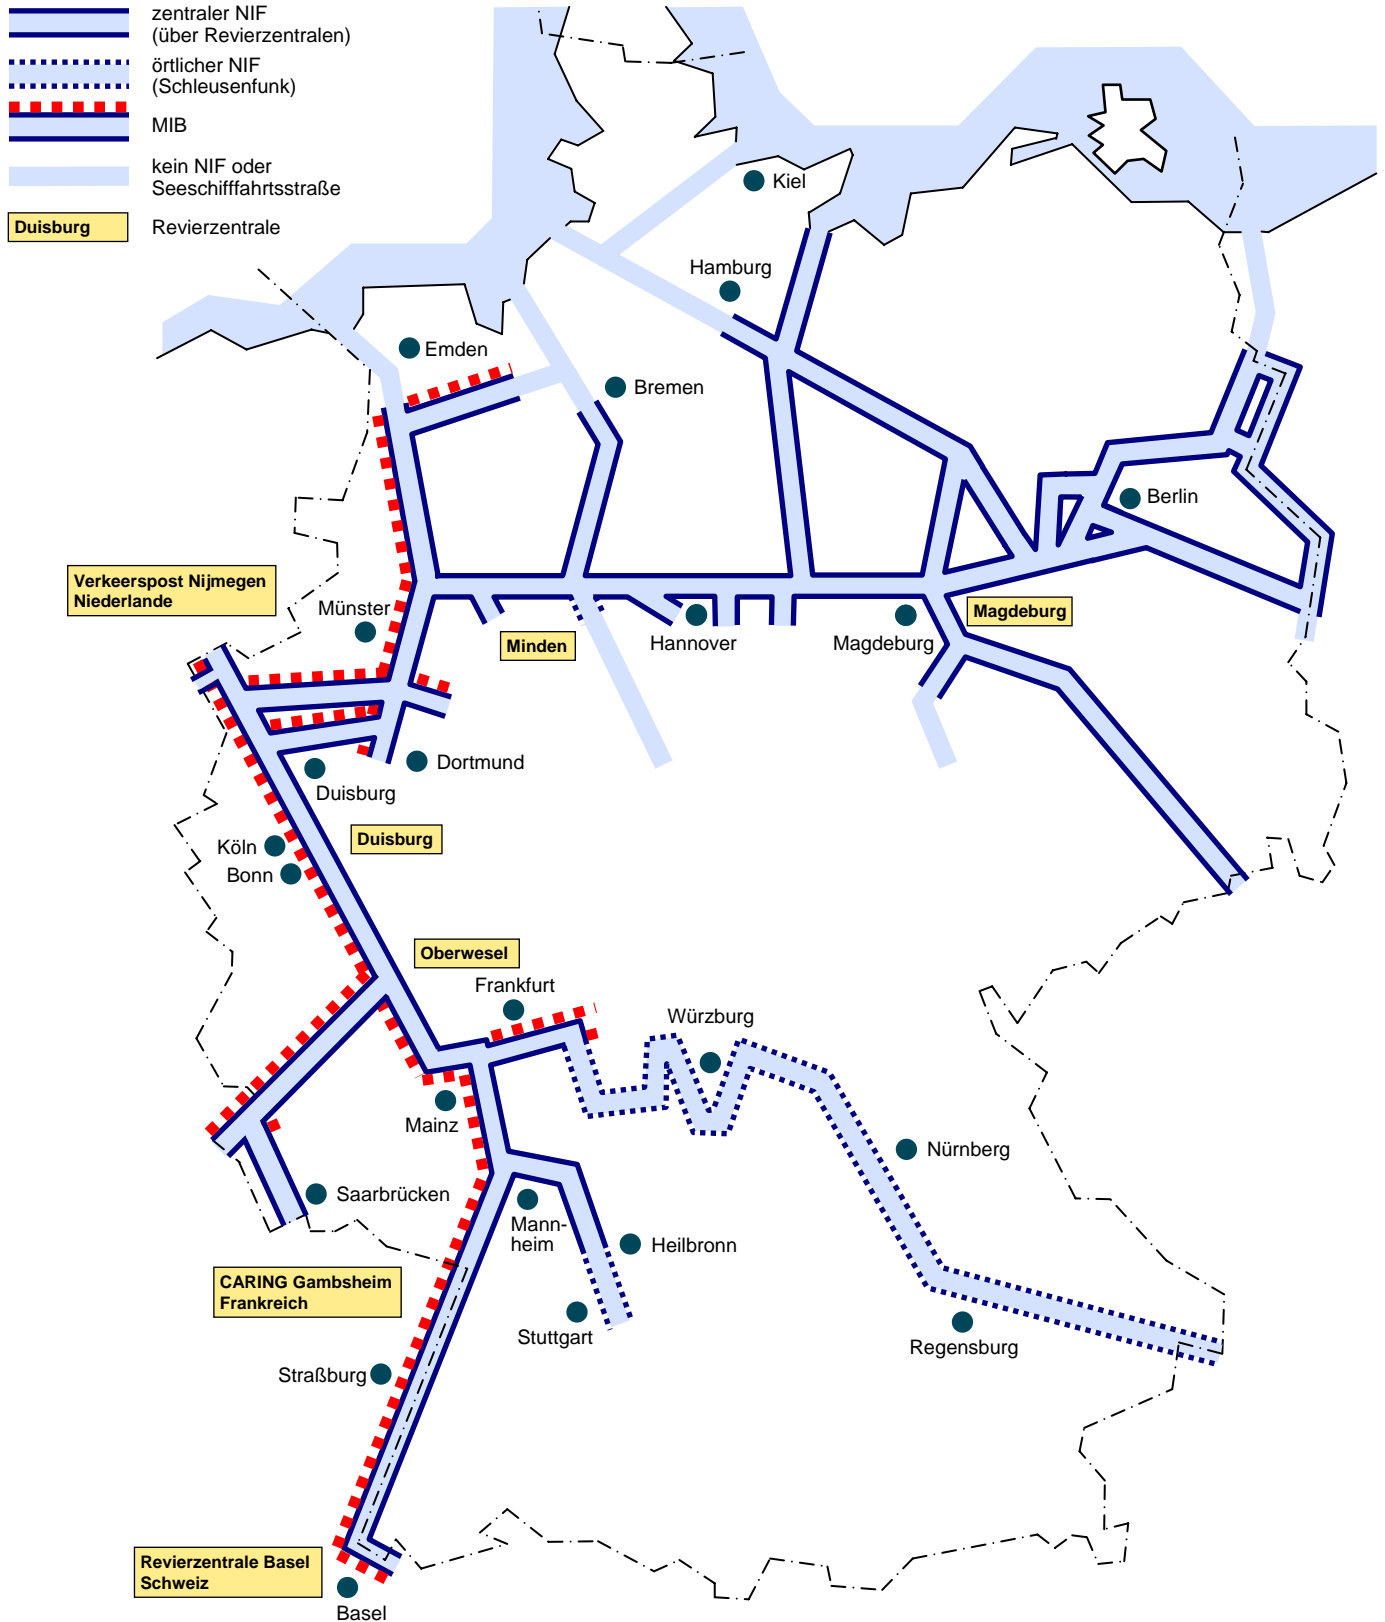 zentraler NIF
(über Revierzentralen)
örtlicher NIF
(Schleusenfunk)
MIB
kein NIF oder
Seeschifffahrtsstraße
Duisburg
Revierzentrale
Kiel
Hamburg
Emden
Bremen
Berlin
Verkeerspost Nijmegen
Niederlande
Münster
Minden
Hannover
Magdeburg
Magdeburg
Dortmund
Duisburg
Duisburg
Köln
Bonn
Oberwesel
Frankfurt
Würzburg
Mainz
Nürnberg
Saarbrücken
Mann-
heim
Heilbronn
CARING Gambsheim
Frankreich
Stuttgart
Regensburg
Straßburg
Revierzentrale Basel
Schweiz
Basel